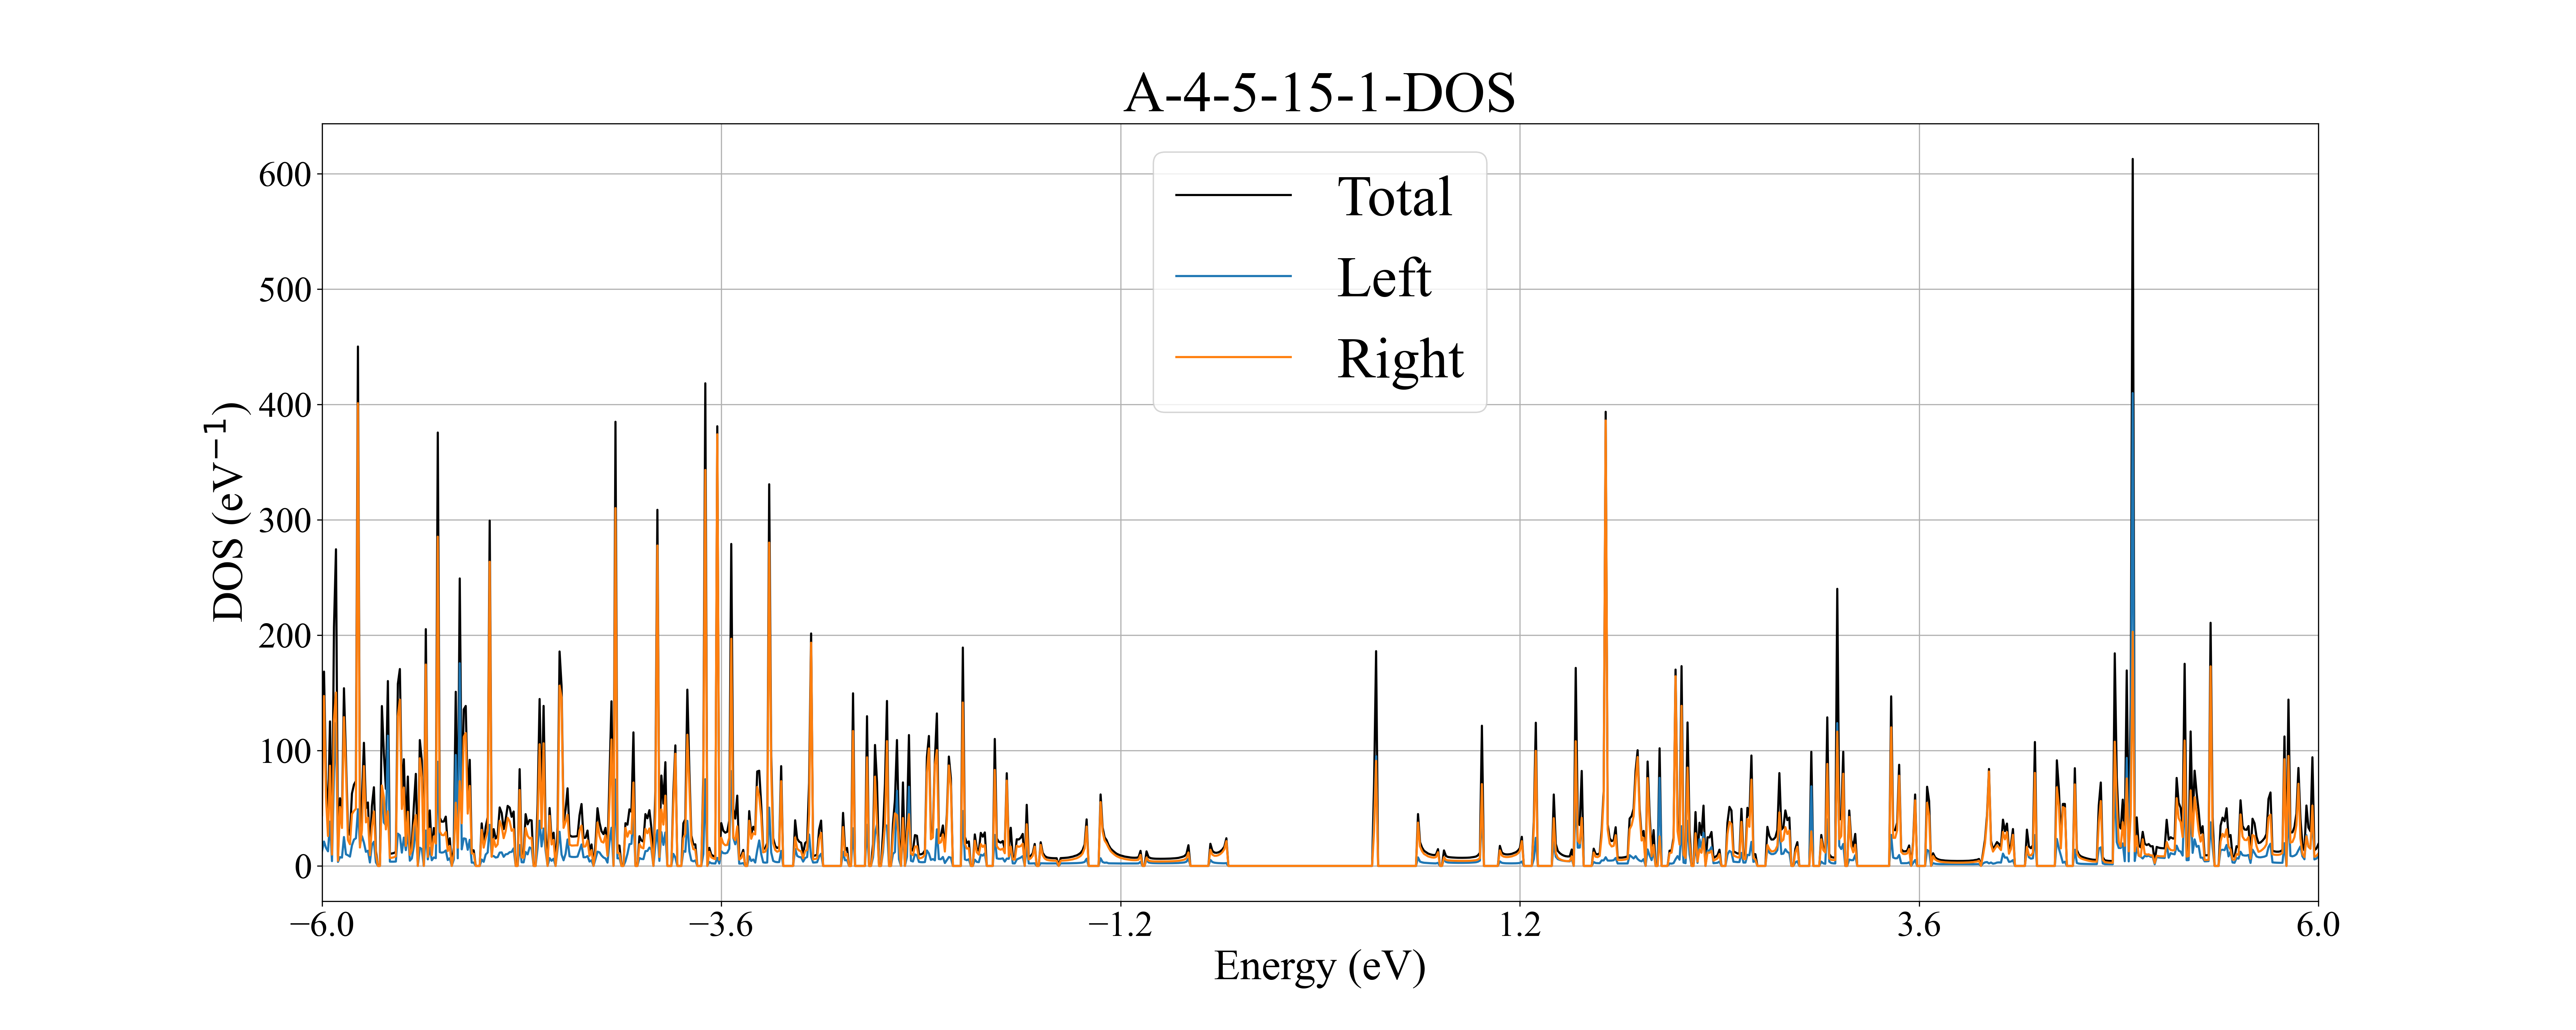 A-4-5-15-1-DOS
Total
Left
Right
DOS (eV⁻¹)
600
500
400
300
200
100
0
−6.0 −3.6 −1.2 1.2 3.6 6.0
Energy (eV)